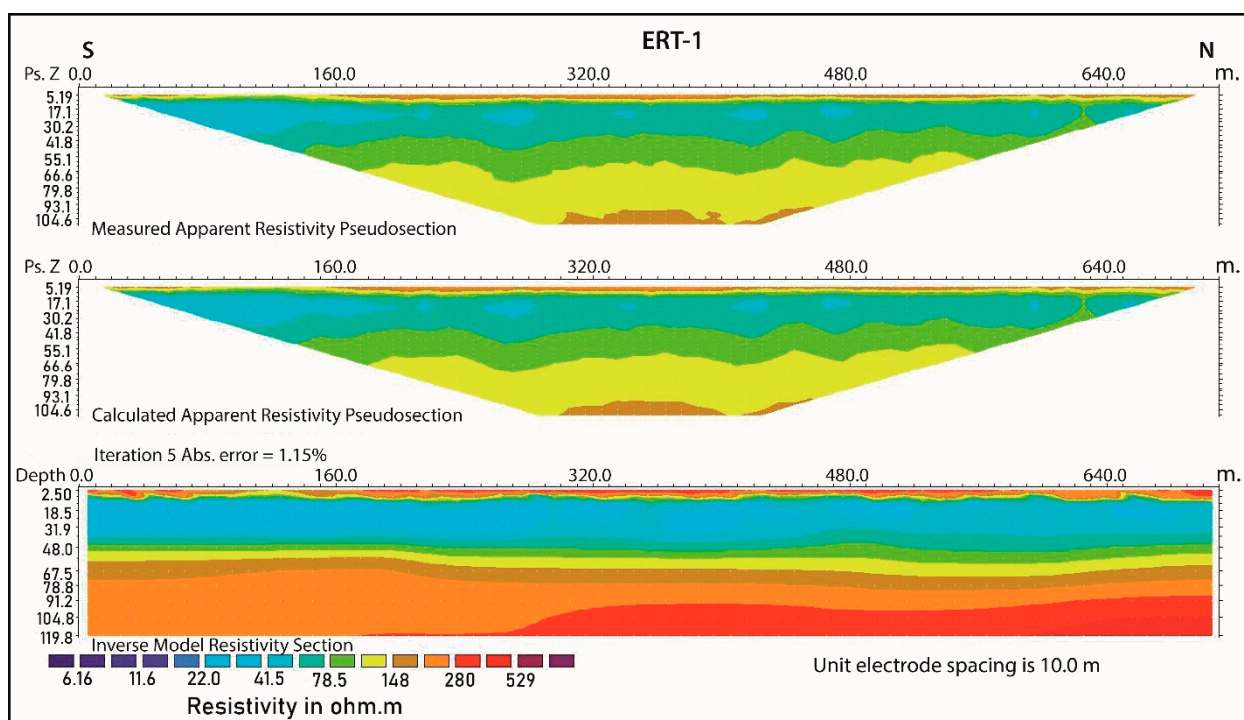 ERT-1
S N
Ps. Z 0.0 160.0 320.0 480.0 640.0 m.
5.19
17.1
30.2
41.8
55.1
66.6
79.8
93.1
104.6
Measured Apparent Resistivity Pseudosection
Ps. Z 0.0 160.0 320.0 480.0 640.0 m.
5.19
17.1
30.2
41.8
55.1
66.6
79.8
93.1
104.6
Calculated Apparent Resistivity Pseudosection
Iteration 5 Abs. error = 1.15%
Depth 0.0 160.0 320.0 480.0 640.0 m.
2.50
18.5
31.9
48.0
67.5
78.8
91.2
104.8
119.8
Inverse Model Resistivity Section
6.16 11.6 22.0 41.5 78.5 148 280 529
Resistivity in ohm.m
Unit electrode spacing is 10.0 m